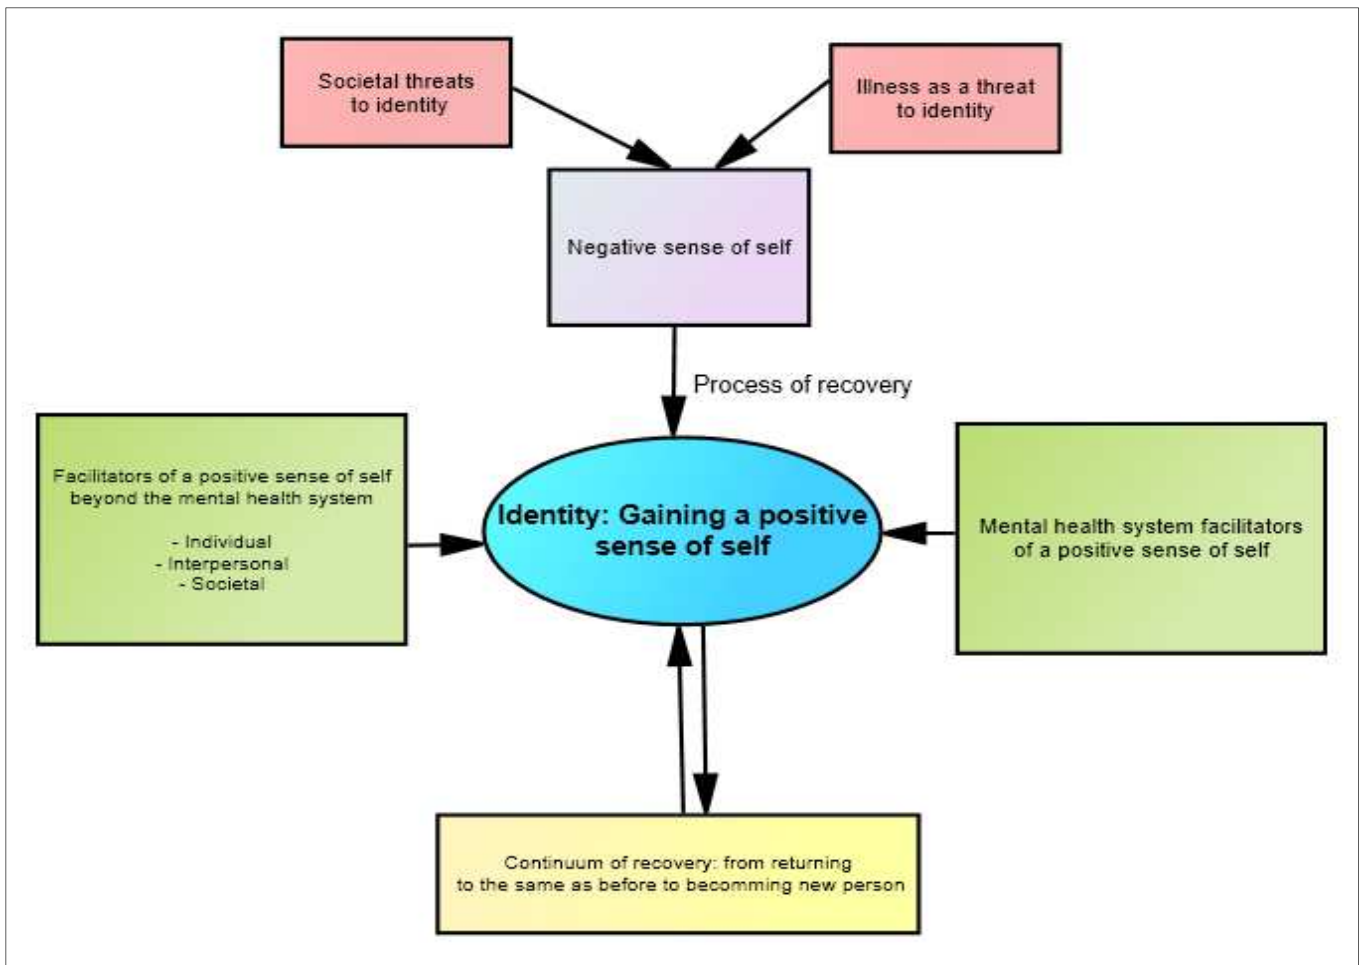 Societal threats
to identity
Illness as a threat
to identity
Negative sense of self
Process of recovery
Facilitators of a positive sense of self
beyond the mental health system
- Individual
- Interpersonal
- Societal
Identity: Gaining a positive
sense of self
Mental health system facilitators
of a positive sense of self
Continuum of recovery: from returning
to the same as before to becomming new person